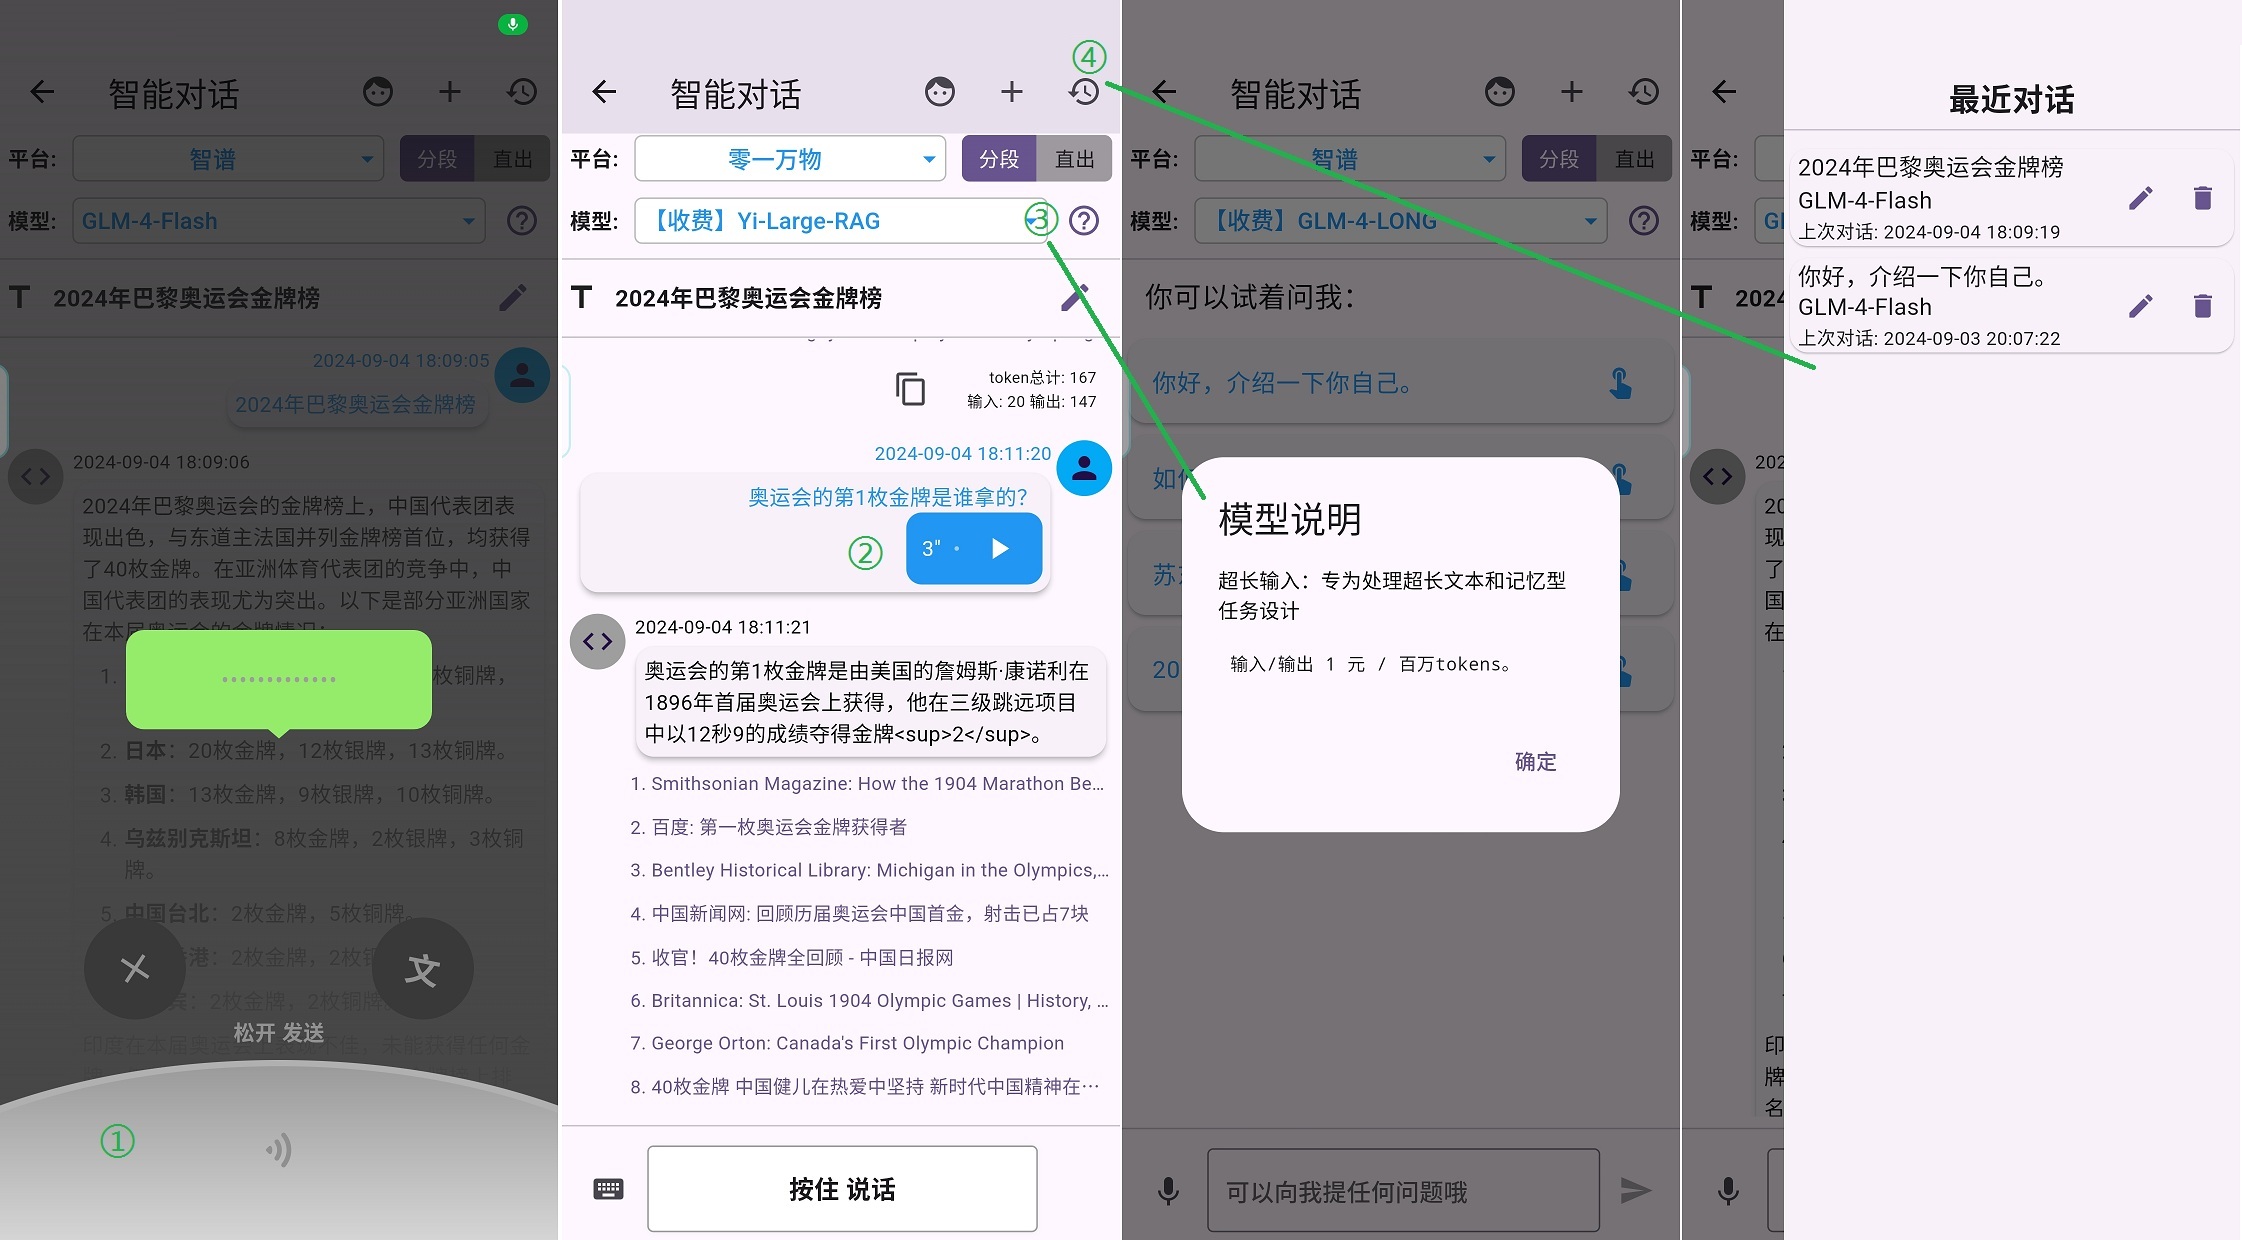 智能对话
平台:
智谱
分段
直出
模型:
GLM-4-Flash
T
2024年巴黎奥运会金牌榜
2024-09-04 18:09:05
2024年巴黎奥运会金牌榜
2024-09-04 18:09:06
2024年巴黎奥运会的金牌榜上，中国代表团表
现出色，与东道主法国并列金牌榜首位，均获得
了40枚金牌。在亚洲体育代表团的竞争中，中
国代表团的表现尤为突出。以下是部分亚洲国家
在本届奥运会的金牌情况：
1.
枚铜牌，
2. 日本：20枚金牌，12枚银牌，13枚铜牌。
3. 韩国：13枚金牌，9枚银牌，10枚铜牌。
4. 乌兹别克斯坦：8枚金牌，2枚银牌，3枚铜
牌。
5. 中国台北：2枚金牌，5枚铜牌。
港：2枚金牌，2枚
：2枚金牌，2枚铜牌
文
松开 发送
①
智能对话
④
平台:
零一万物
分段
直出
模型:
【收费】Yi-Large-RAG
③
T
2024年巴黎奥运会金牌榜
token总计: 167
输入: 20 输出: 147
2024-09-04 18:11:20
奥运会的第1枚金牌是谁拿的?
②
3"
2024-09-04 18:11:21
奥运会的第1枚金牌是由美国的詹姆斯·康诺利在
1896年首届奥运会上获得，他在三级跳远项目
中以12秒9的成绩夺得金牌<sup>2</sup>。
1. Smithsonian Magazine: How the 1904 Marathon Be...
2. 百度: 第一枚奥运会金牌获得者
3. Bentley Historical Library: Michigan in the Olympics,...
4. 中国新闻网: 回顾历届奥运会中国首金，射击已占7块
5. 收官！40枚金牌全回顾 - 中国日报网
6. Britannica: St. Louis 1904 Olympic Games | History, ...
7. George Orton: Canada's First Olympic Champion
8. 40枚金牌 中国健儿在热爱中坚持 新时代中国精神在…
按住 说话
智能对话
平台:
智谱
分段
直出
模型:
【收费】GLM-4-LONG
你可以试着问我：
你好，介绍一下你自己。
如
苏
20
模型说明
超长输入：专为处理超长文本和记忆型
任务设计
输入/输出 1 元 / 百万tokens。
确定
可以向我提任何问题哦
平台:
模型:
T
最近对话
2024年巴黎奥运会金牌榜
GLM-4-Flash
上次对话: 2024-09-04 18:09:19
你好，介绍一下你自己。
GLM-4-Flash
上次对话: 2024-09-03 20:07:22